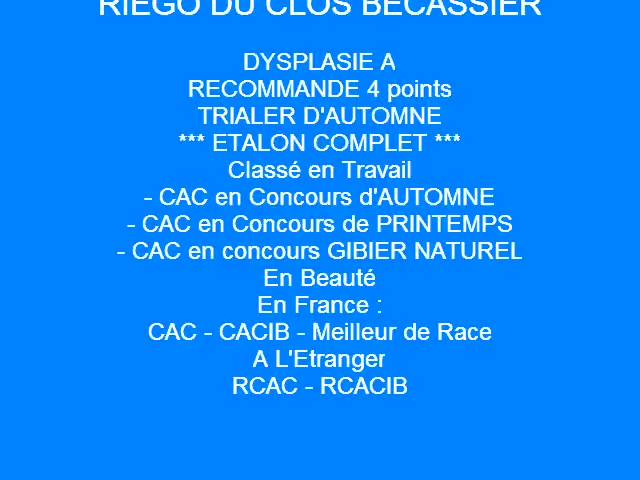 RIEGO DU CLOS BECASSIER
DYSPLASIE A
RECOMMANDE 4 points
TRIALER D'AUTOMNE
*** ETALON COMPLET ***
Classé en Travail
- CAC en Concours d'AUTOMNE
- CAC en Concours de PRINTEMPS
- CAC en concours GIBIER NATUREL
En Beauté
En France :
CAC - CACIB - Meilleur de Race
A L'Etranger
RCAC - RCACIB